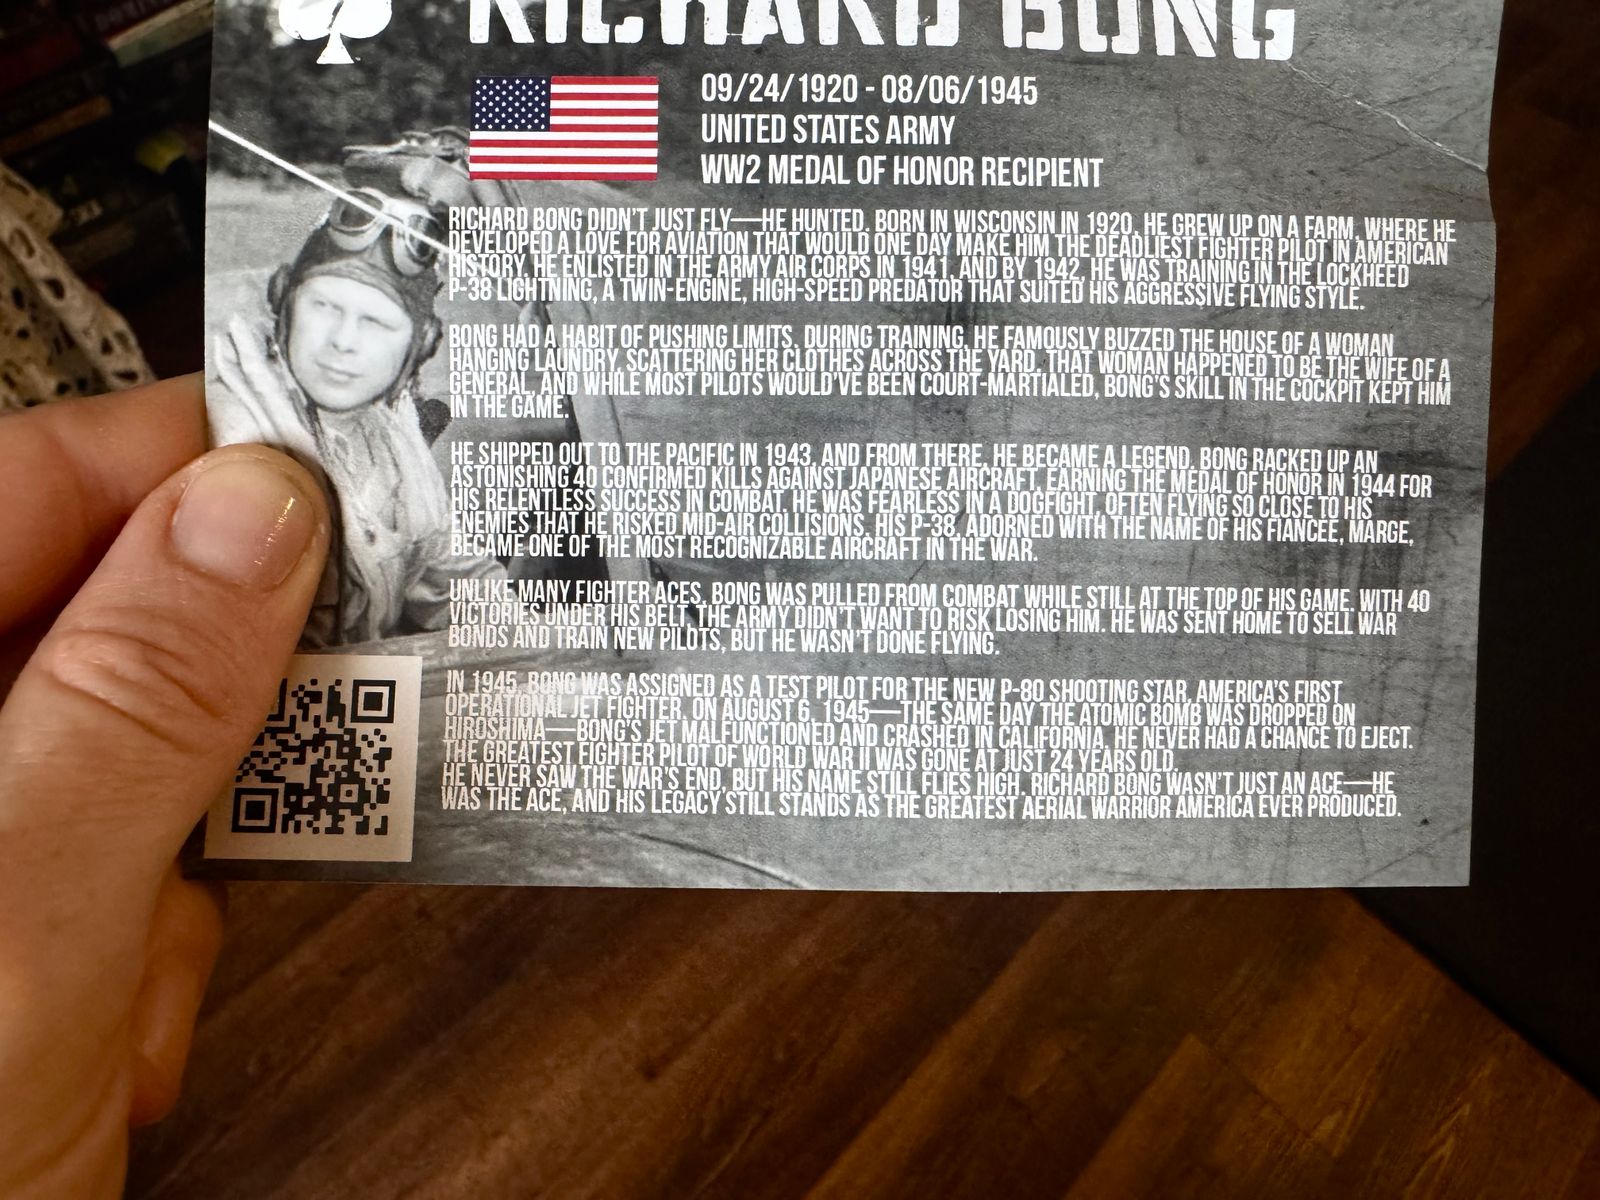 RICHARD BONG
09/24/1920 - 08/06/1945
UNITED STATES ARMY
WW2 MEDAL OF HONOR RECIPIENT
RICHARD BONG DIDN'T JUST FLY—HE HUNTED. BORN IN WISCONSIN IN 1920, HE GREW UP ON A FARM, WHERE HE
DEVELOPED A LOVE FOR AVIATION THAT WOULD ONE DAY MAKE HIM THE DEADLIEST FIGHTER PILOT IN AMERICAN
HISTORY. HE ENLISTED IN THE ARMY AIR CORPS IN 1941, AND BY 1942, HE WAS TRAINING IN THE LOCKHEED
P-38 LIGHTNING, A TWIN-ENGINE, HIGH-SPEED PREDATOR THAT SUITED HIS AGGRESSIVE FLYING STYLE.
BONG HAD A HABIT OF PUSHING LIMITS. DURING TRAINING, HE FAMOUSLY BUZZED THE HOUSE OF A WOMAN
HANGING LAUNDRY, SCATTERING HER CLOTHES ACROSS THE YARD. THAT WOMAN HAPPENED TO BE THE WIFE OF A
GENERAL, AND WHILE MOST PILOTS WOULD'VE BEEN COURT-MARTIALED, BONG'S SKILL IN THE COCKPIT KEPT HIM
IN THE GAME.
HE SHIPPED OUT TO THE PACIFIC IN 1943, AND FROM THERE, HE BECAME A LEGEND. BONG RACKED UP AN
ASTONISHING 40 CONFIRMED KILLS AGAINST JAPANESE AIRCRAFT, EARNING THE MEDAL OF HONOR IN 1944 FOR
HIS RELENTLESS SUCCESS IN COMBAT. HE WAS FEARLESS IN A DOGFIGHT, OFTEN FLYING SO CLOSE TO HIS
ENEMIES THAT HE RISKED MID-AIR COLLISIONS. HIS P-38, ADORNED WITH THE NAME OF HIS FIANCÉE, MARGE,
BECAME ONE OF THE MOST RECOGNIZABLE AIRCRAFT IN THE WAR.
UNLIKE MANY FIGHTER ACES, BONG WAS PULLED FROM COMBAT WHILE STILL AT THE TOP OF HIS GAME. WITH 40
VICTORIES UNDER HIS BELT, THE ARMY DIDN'T WANT TO RISK LOSING HIM. HE WAS SENT HOME TO SELL WAR
BONDS AND TRAIN NEW PILOTS, BUT HE WASN'T DONE FLYING.
IN 1945, BONG WAS ASSIGNED AS A TEST PILOT FOR THE NEW P-80 SHOOTING STAR, AMERICA'S FIRST
OPERATIONAL JET FIGHTER. ON AUGUST 6, 1945—THE SAME DAY THE ATOMIC BOMB WAS DROPPED ON
HIROSHIMA—BONG'S JET MALFUNCTIONED AND CRASHED IN CALIFORNIA. HE NEVER HAD A CHANCE TO EJECT.
THE GREATEST FIGHTER PILOT OF WORLD WAR II WAS GONE AT JUST 24 YEARS OLD.
HE NEVER SAW THE WAR'S END, BUT HIS NAME STILL FLIES HIGH. RICHARD BONG WASN'T JUST AN ACE—HE
WAS THE ACE, AND HIS LEGACY STILL STANDS AS THE GREATEST AERIAL WARRIOR AMERICA EVER PRODUCED.